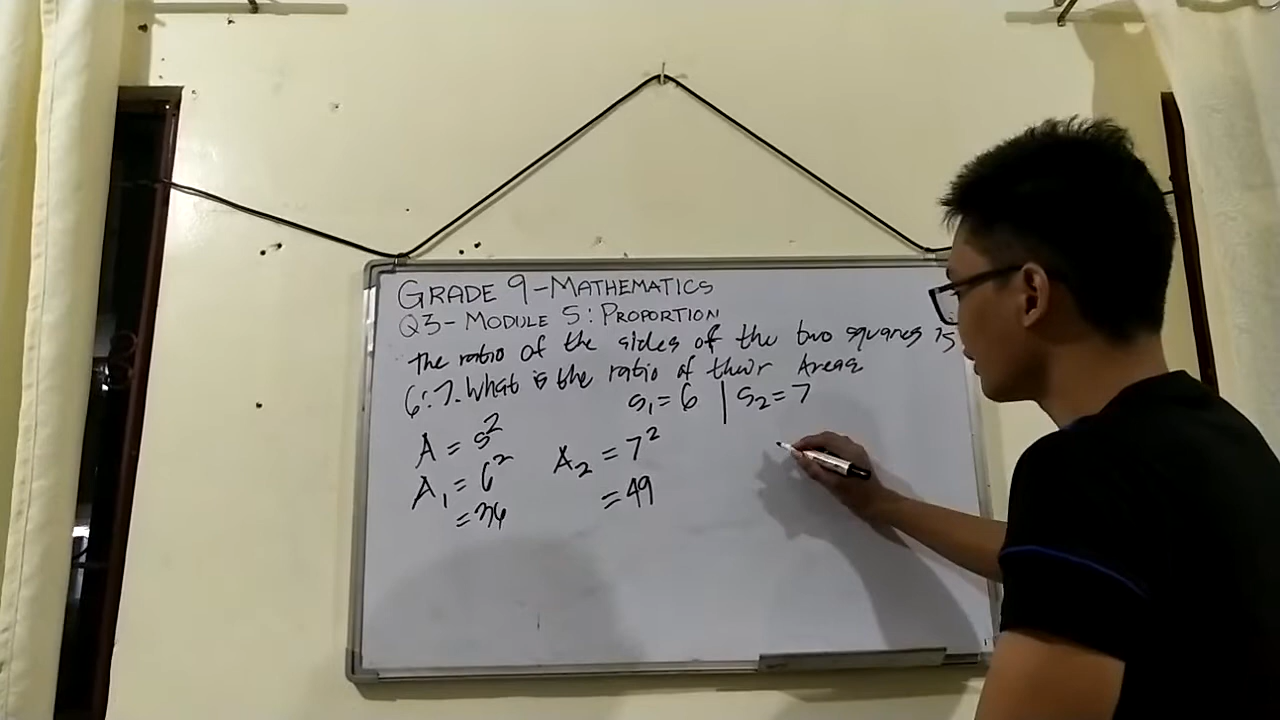 GRADE 9-MATHEMATICS
Q3-MODULE 5: PROPORTION
The ratio of the sides of the two squares is
6:7. What is the ratio of their Areas
S₁ = 6 | S₂ = 7
A = s²
A₁ = 6²
= 36
A₂ = 7²
= 49